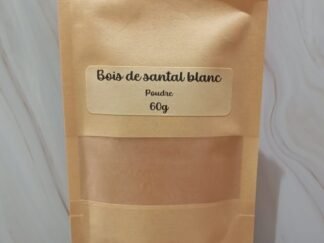 Bois de santal blanc
Poudre
60g